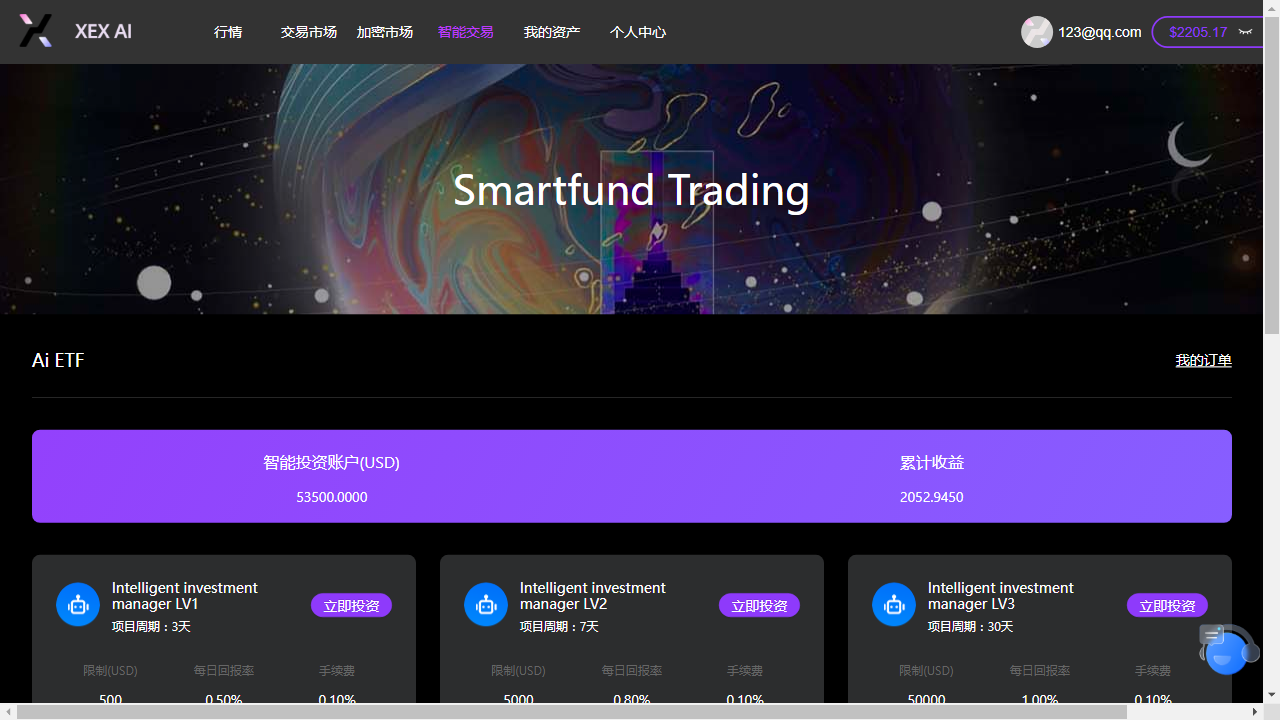 XEX AI 行情 交易市场 加密市场 智能交易 我的资产 个人中心 123@qq.com $2205.17
Smartfund Trading
Ai ETF 我的订单
智能投资账户(USD) 累计收益
53500.0000 2052.9450
Intelligent investment manager LV1
项目周期：3天
立即投资
限制(USD) 每日回报率 手续费
500 0.50% 0.10%
Intelligent investment manager LV2
项目周期：7天
立即投资
限制(USD) 每日回报率 手续费
5000 0.80% 0.10%
Intelligent investment manager LV3
项目周期：30天
立即投资
限制(USD) 每日回报率 手续费
50000 1.00% 0.10%